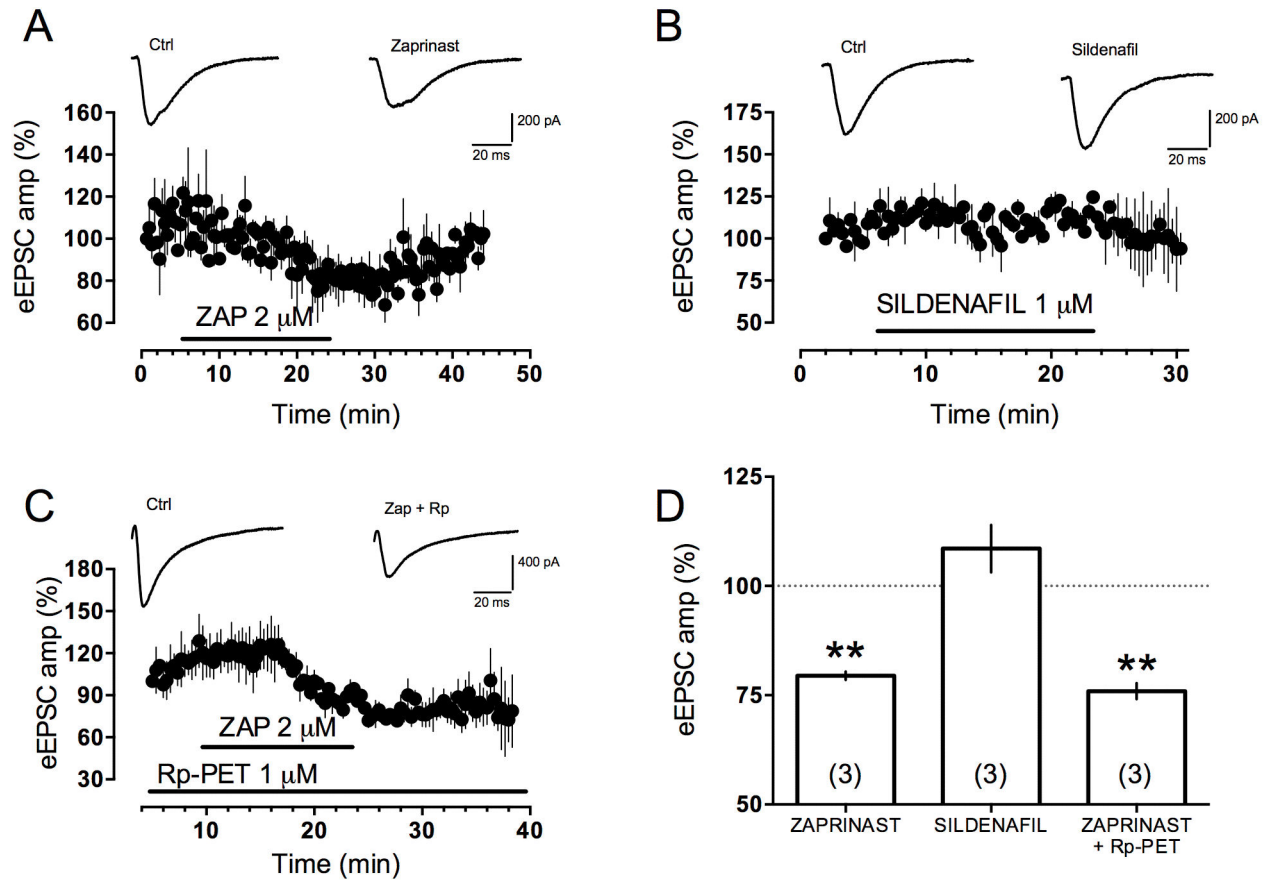 A
Ctrl
Zaprinast
200 pA
20 ms
eEPSC amp (%)
160
140
120
100
80
60
ZAP 2 μM
0 10 20 30 40 50
Time (min)
B
Ctrl
Sildenafil
200 pA
20 ms
eEPSC amp (%)
175
150
125
100
75
50
SILDENAFIL 1 μM
0 10 20 30
Time (min)
C
Ctrl
Zap + Rp
400 pA
20 ms
eEPSC amp (%)
180
150
120
90
60
30
ZAP 2 μM
Rp-PET 1 μM
10 20 30 40
Time (min)
D
eEPSC amp (%)
125
100
75
50
** **
(3) (3) (3)
ZAPRINAST SILDENAFIL ZAPRINAST
+ Rp-PET